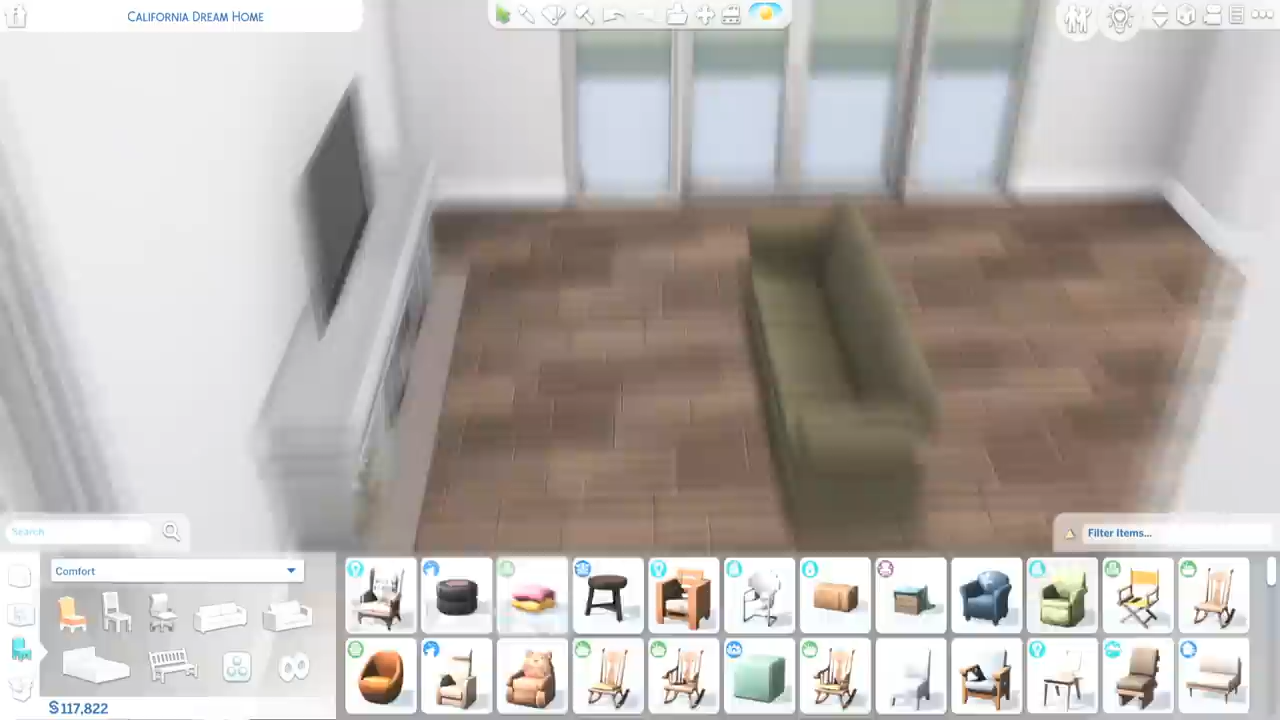 CALIFORNIA DREAM HOME
Search
Filter Items...
Comfort
§117,822